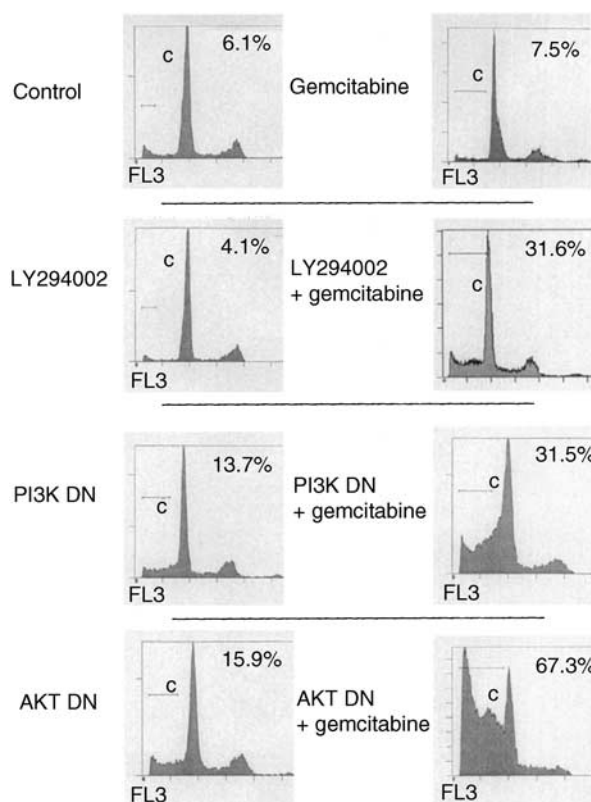 6.1%
C
Control
FL3
Gemcitabine
7.5%
C
FL3
4.1%
C
LY294002
FL3
LY294002
+ gemcitabine
31.6%
C
FL3
13.7%
C
PI3K DN
FL3
PI3K DN
+ gemcitabine
31.5%
C
FL3
15.9%
C
AKT DN
FL3
AKT DN
+ gemcitabine
67.3%
C
FL3